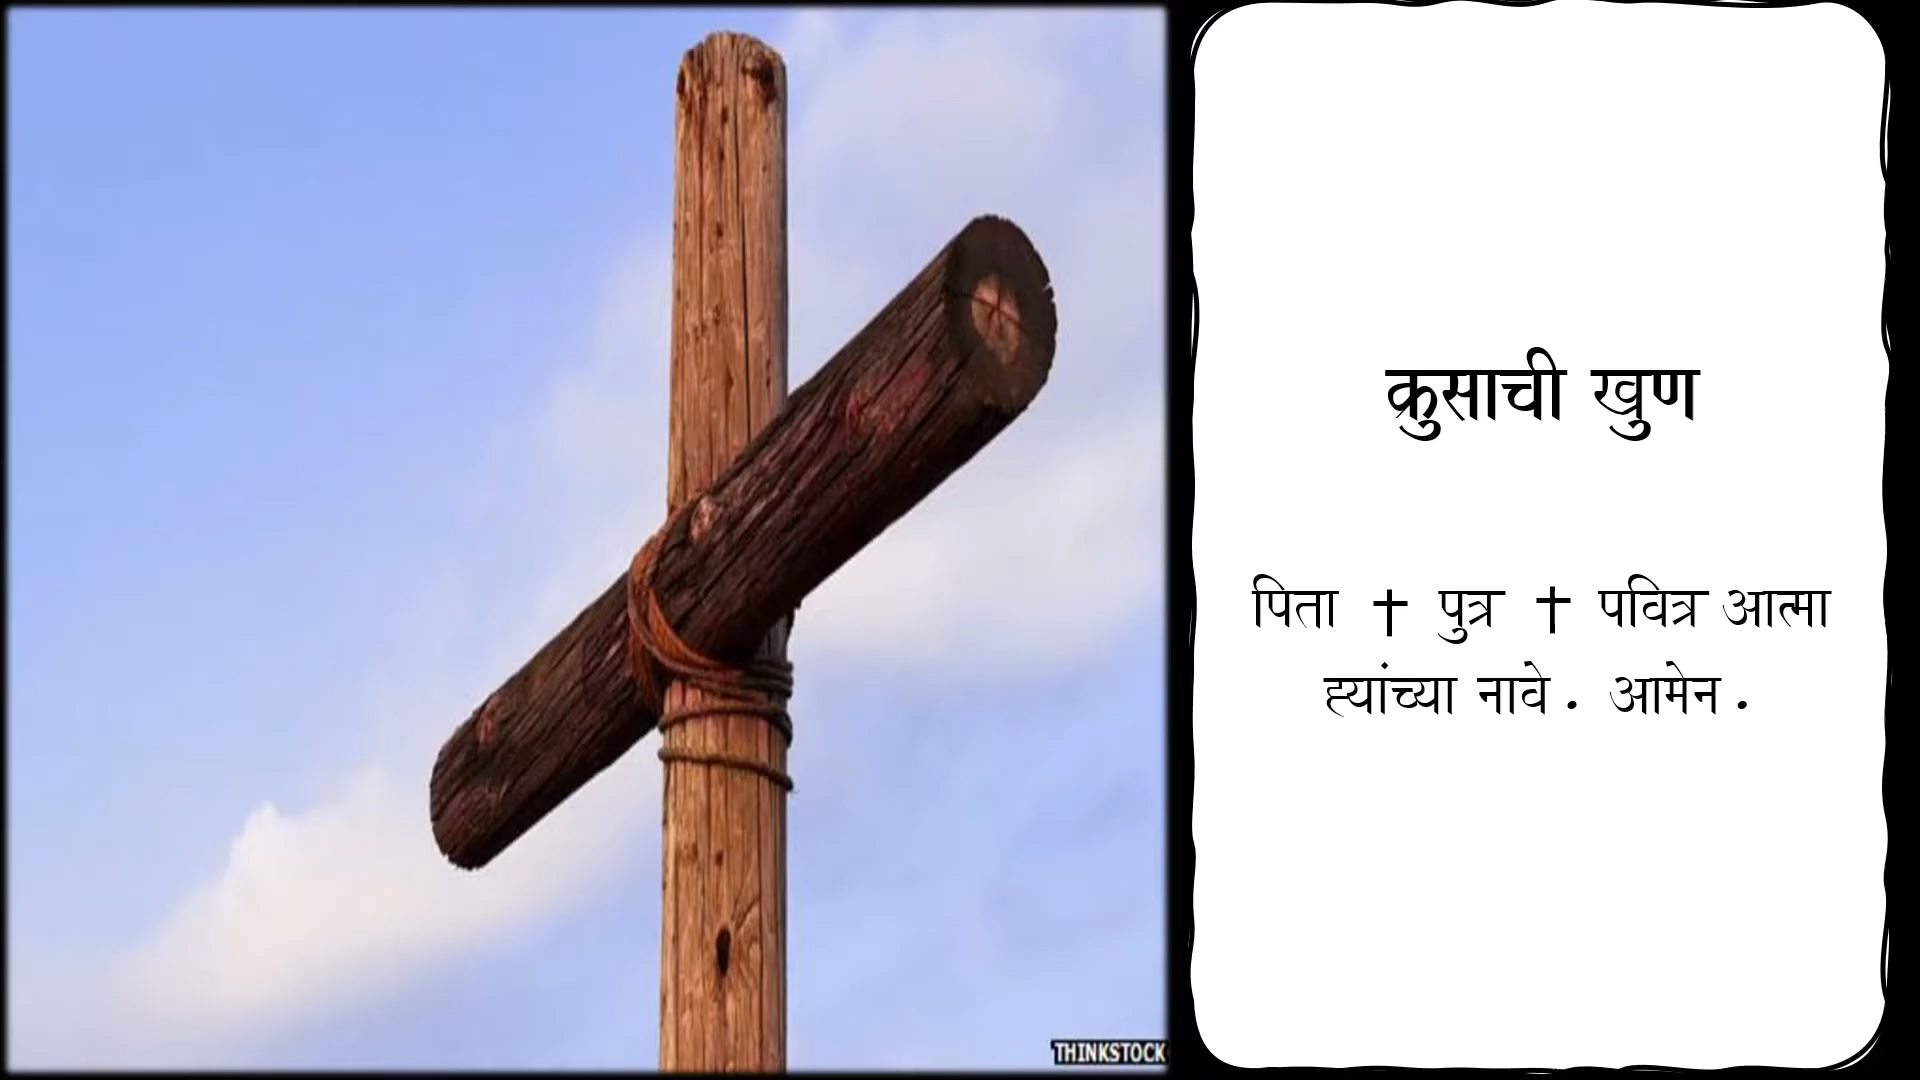 क्रुसाची खुण
पिता † पुत्र † पवित्र आत्मा
ह्यांच्या नावे. आमेन.
THINKSTOCK